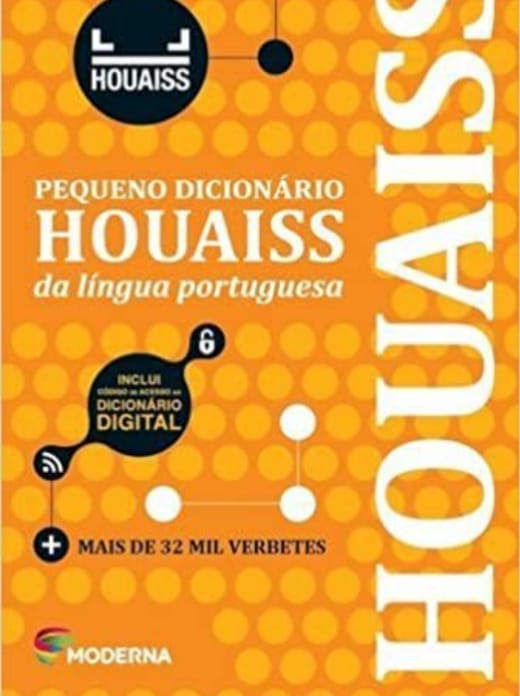 HOUAISS
PEQUENO DICIONÁRIO
HOUAISS
da língua portuguesa
INCLUI
CÓDIGO DE ACESSO AO
DICIONÁRIO
DIGITAL
+ MAIS DE 32 MIL VERBETES
MODERNA
HOUAISS